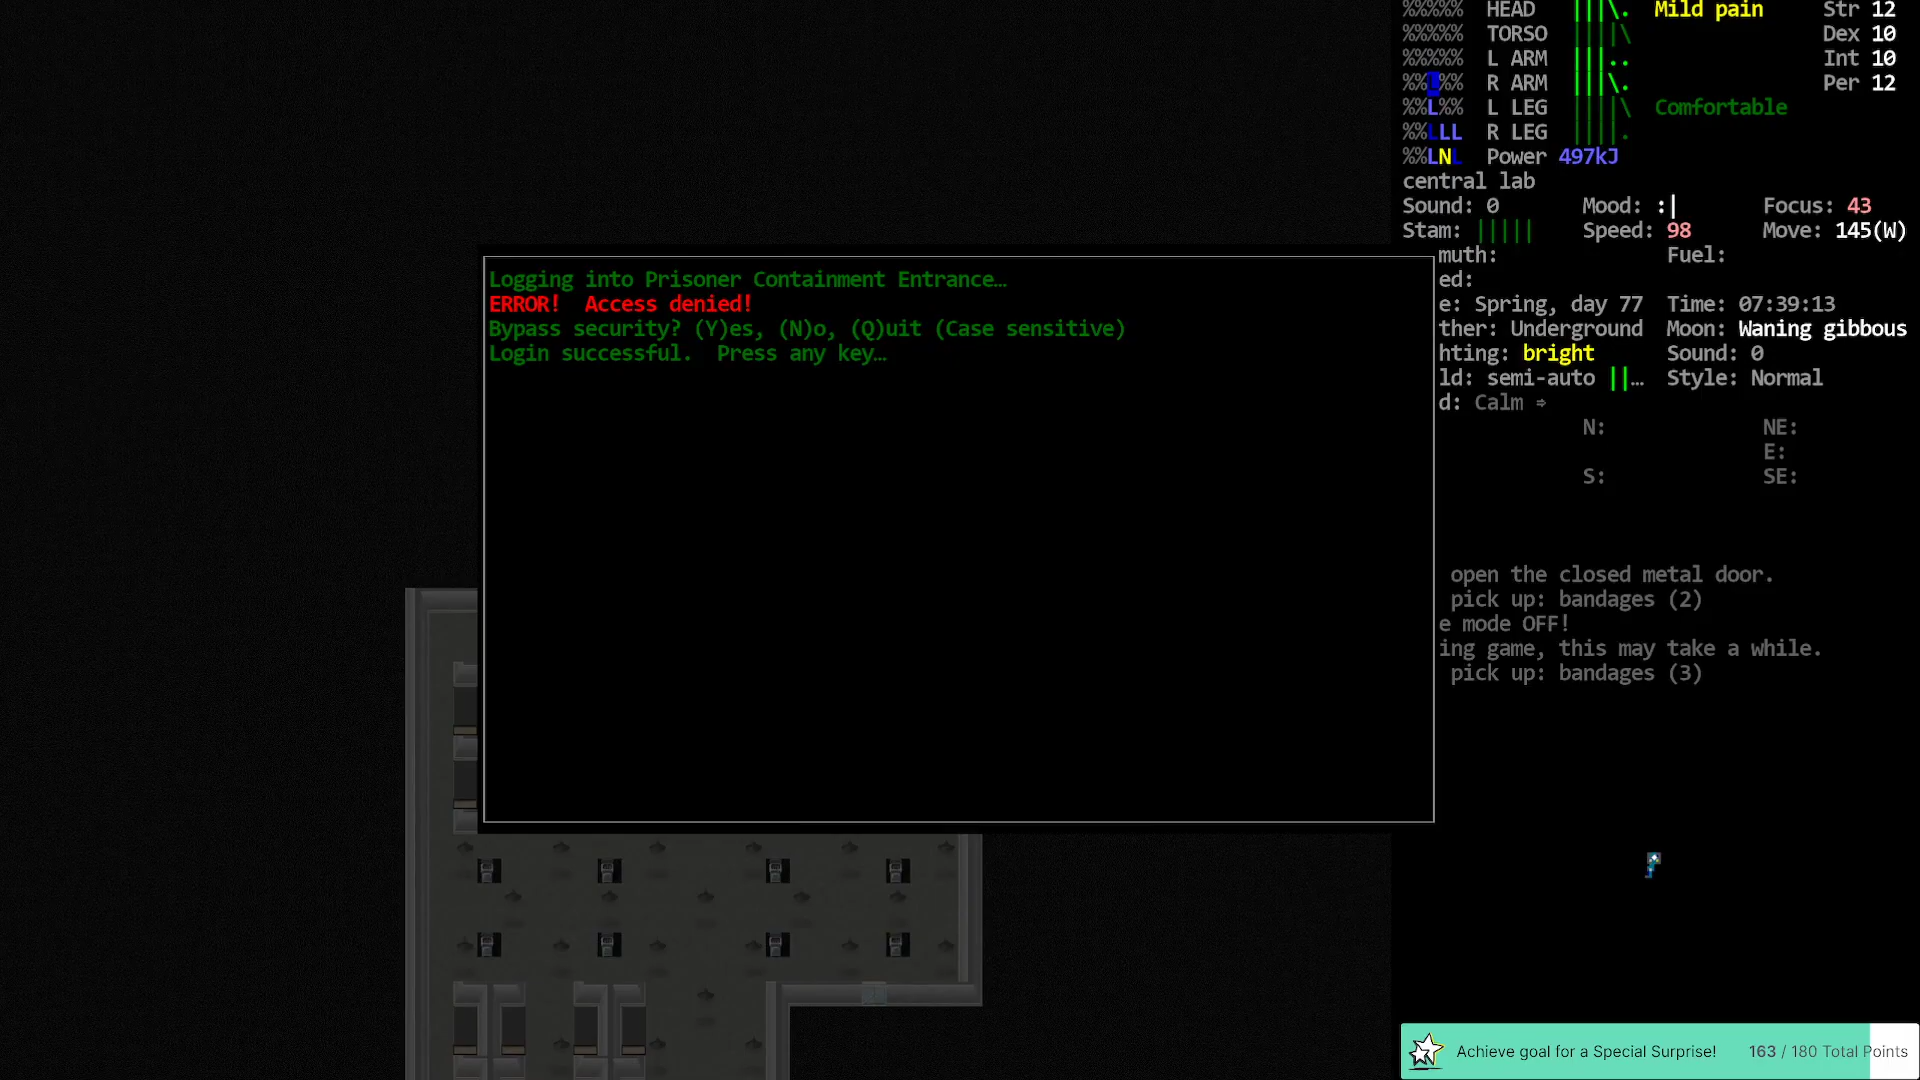 %%%%% HEAD |||\. Mild pain Str 12
%%%%% TORSO ||||\ Dex 10
%%%%% L ARM |||.. Int 10
%% %% R ARM |||\. Per 12
%%L%% L LEG ||||\ Comfortable
%%LLL R LEG ||||.
%%LNL Power 497kJ
central lab
Sound: 0 Mood: :| Focus: 43
Stam: ||||| Speed: 98 Move: 145(W)
muth: Fuel:
ed:
e: Spring, day 77 Time: 07:39:13
ther: Underground Moon: Waning gibbous
hting: bright Sound: 0
ld: semi-auto ||… Style: Normal
d: Calm ⇒
N: NE:
E:
S: SE:
open the closed metal door.
pick up: bandages (2)
e mode OFF!
ing game, this may take a while.
pick up: bandages (3)
Logging into Prisoner Containment Entrance…
ERROR! Access denied!
Bypass security? (Y)es, (N)o, (Q)uit (Case sensitive)
Login successful. Press any key…
Achieve goal for a Special Surprise! 163 / 180 Total Points